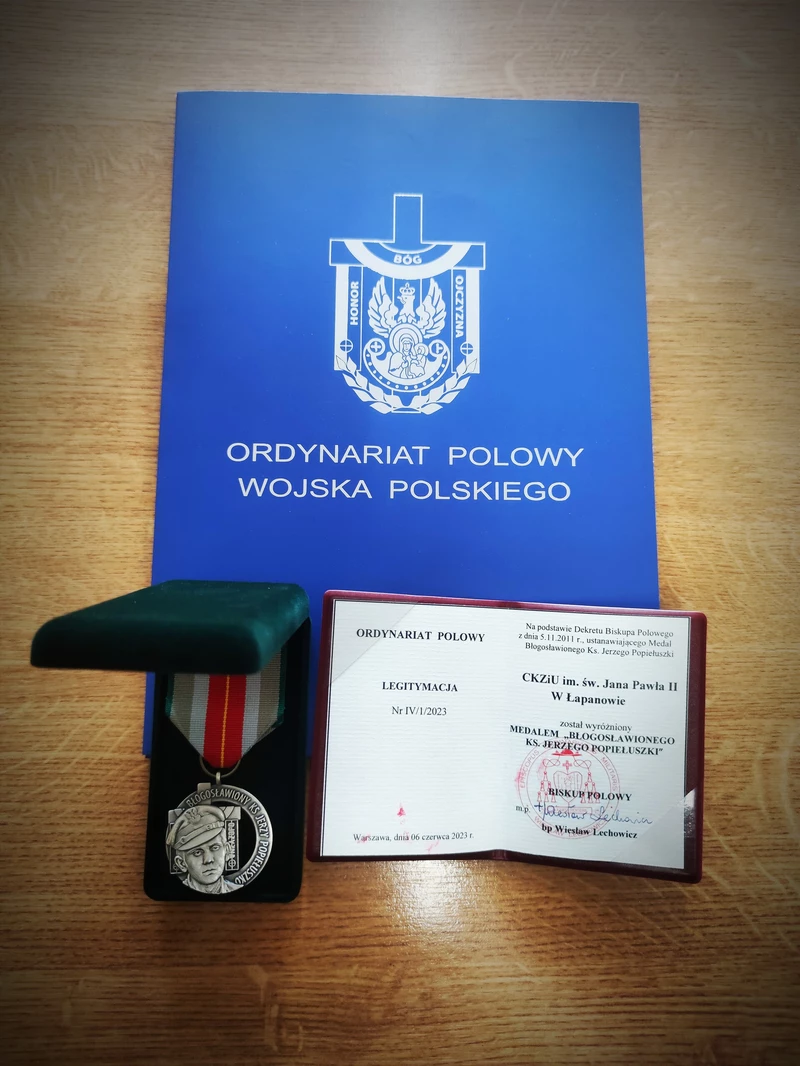 BÓG
HONOR
OJCZYZNA
ORDYNARIAT POLOWY
WOJSKA POLSKIEGO
ORDYNARIAT POLOWY
LEGITYMACJA
Nr IV/1/2023
Warszawa, dnia 06 czerwca 2023 r.
Na podstawie Dekretu Biskupa Polowego
z dnia 5.11.2011 r., ustanawiającego Medal
Błogosławionego Ks. Jerzego Popiełuszki
CKZiU im. św. Jana Pawła II
W Łapanowie
został wyróżniony
MEDALEM „BŁOGOSŁAWIONEGO
KS. JERZEGO POPIEŁUSZKI"
BISKUP POLOWY
m.p.
bp Wiesław Lechowicz
BŁOGOSŁAWIONY KS JERZY POPIEŁUSZKO